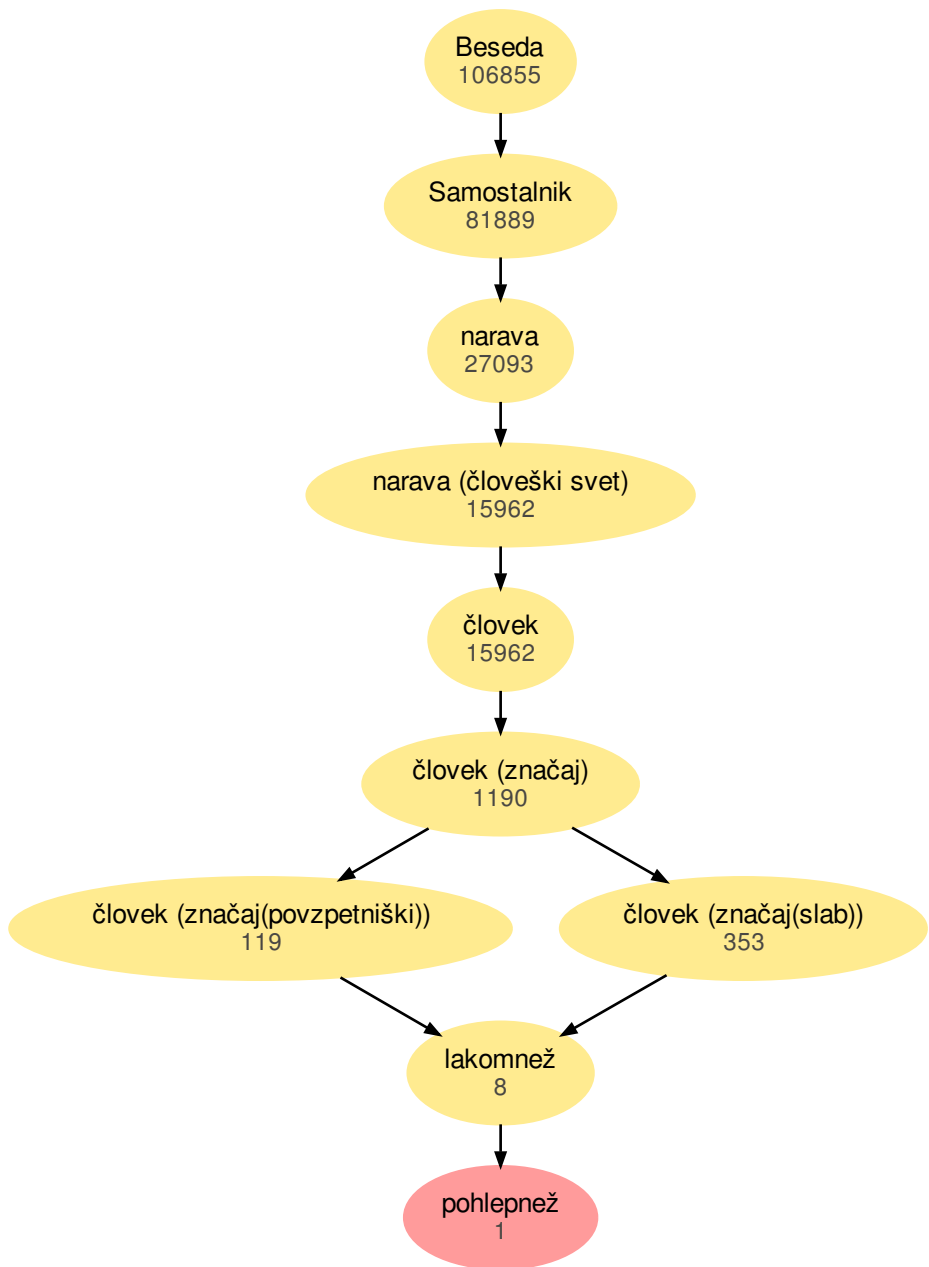 Beseda
106855
Samostalnik
81889
narava
27093
narava (človeški svet)
15962
človek
15962
človek (značaj)
1190
človek (značaj(povzpetniški))
119
človek (značaj(slab))
353
lakomnež
8
pohlepnež
1